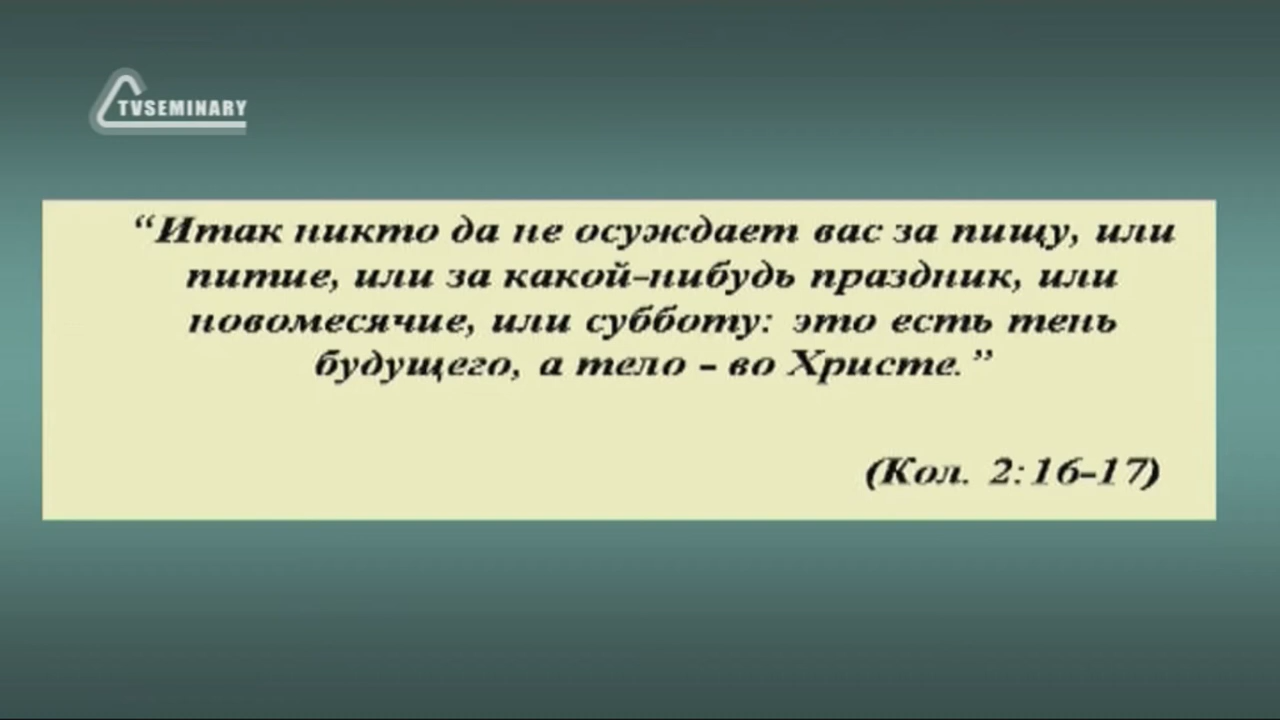 TVSEMINARY
“Итак никто да не осуждает вас за пищу, или
питие, или за какой-нибудь праздник, или
новомесячие, или субботу: это есть тень
будущего, а тело – во Христе.”
(Кол. 2:16-17)